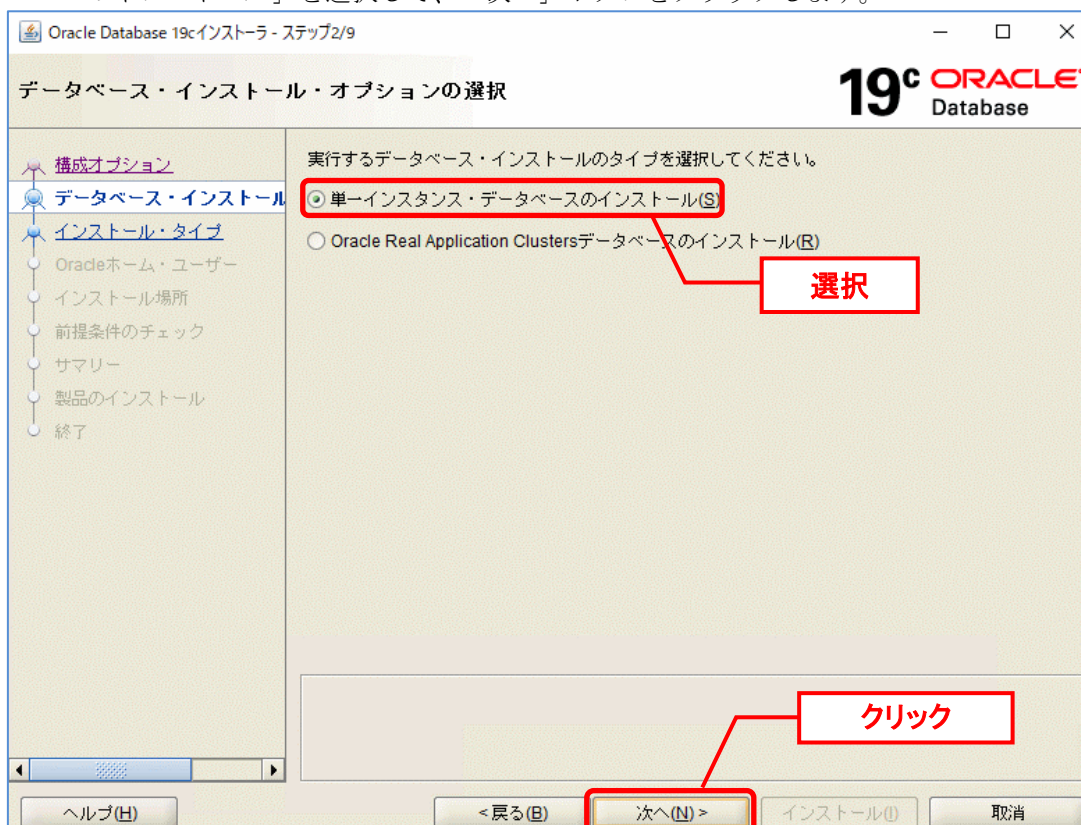 を選択して、
Oracle Database 19cインストーラ - ステップ2/9
データベース・インストール・オプションの選択
19c ORACLE
Database
構成オプション
データベース・インストール
インストール・タイプ
Oracleホーム・ユーザー
インストール場所
前提条件のチェック
サマリー
製品のインストール
終了
実行するデータベース・インストールのタイプを選択してください。
単一インスタンス・データベースのインストール(S)
Oracle Real Application Clustersデータベースのインストール(R)
選択
クリック
ヘルプ(H)
<戻る(B)
次へ(N)>
インストール(I)
取消